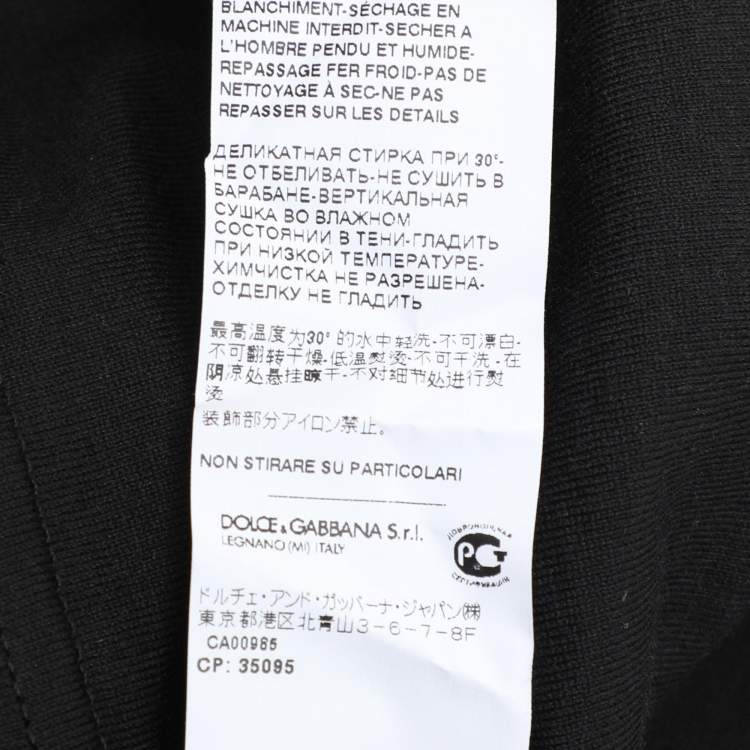 BLANCHIMENT-SÉCHAGE EN
MACHINE INTERDIT-SECHER A
L'HOMBRE PENDU ET HUMIDE-
REPASSAGE FER FROID-PAS DE
NETTOYAGE À SEC-NE PAS
REPASSER SUR LES DETAILS
ДЕЛИКАТНАЯ СТИРКА ПРИ 30°-
НЕ ОТБЕЛИВАТЬ-НЕ СУШИТЬ В
БАРАБАНЕ-ВЕРТИКАЛЬНАЯ
СУШКА ВО ВЛАЖНОМ
СОСТОЯНИИ В ТЕНИ-ГЛАДИТЬ
ПРИ НИЗКОЙ ТЕМПЕРАТУРЕ-
ХИМЧИСТКА НЕ РАЗРЕШЕНА-
ОТДЕЛКУ НЕ ГЛАДИТЬ
最高温度为30°的水中轻洗-不可漂白-
不可翻转干燥-低温熨烫-不可干洗-在
阴凉处悬挂晾干-不对细节处进行熨
烫
装飾部分アイロン禁止。
NON STIRARE SU PARTICOLARI
DOLCE & GABBANA S.r.l.
LEGNANO (MI) ITALY
РСТ
ドルチェ・アンド・ガッバーナ・ジャパン㈱
東京都港区北青山3-6-7-8F
CA00985
CP: 35095